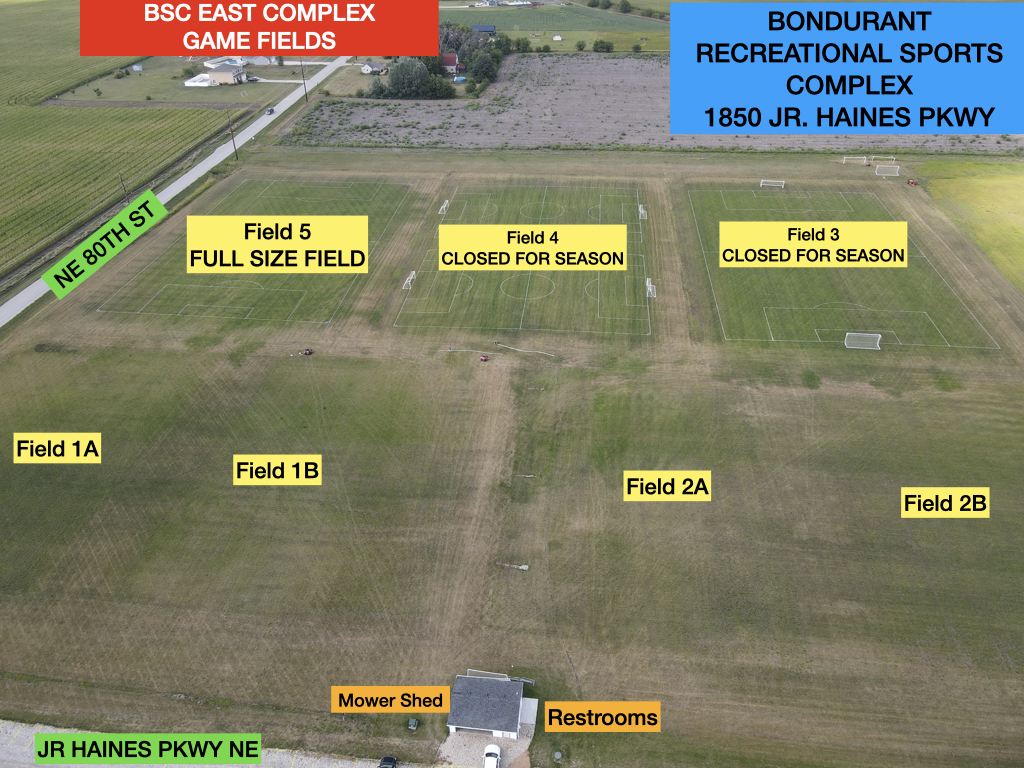 BSC EAST COMPLEX
GAME FIELDS
BONDURANT
RECREATIONAL SPORTS
COMPLEX
1850 JR. HAINES PKWY
NE 80TH ST
Field 5
FULL SIZE FIELD
Field 4
CLOSED FOR SEASON
Field 3
CLOSED FOR SEASON
Field 1A
Field 1B
Field 2A
Field 2B
Mower Shed
Restrooms
JR HAINES PKWY NE